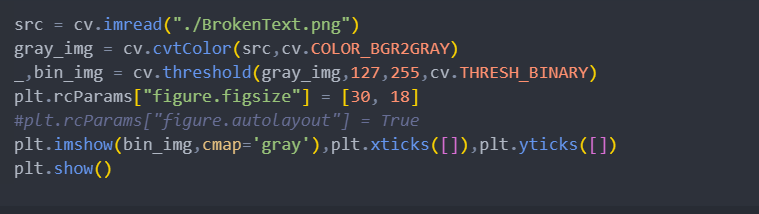 src = cv.imread("./BrokenText.png")
gray_img = cv.cvtColor(src,cv.COLOR_BGR2GRAY)
_,bin_img = cv.threshold(gray_img,127,255,cv.THRESH_BINARY)
plt.rcParams["figure.figsize"] = [30, 18]
#plt.rcParams["figure.autolayout"] = True
plt.imshow(bin_img,cmap='gray'),plt.xticks([]),plt.yticks([])
plt.show()